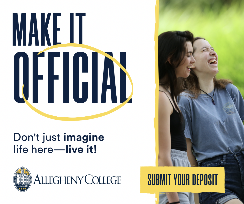 MAKE IT
OFFICIAL
Don't just imagine
life here—live it!
ALLEGHENY COLLEGE
SUBMIT YOUR DEPOSIT